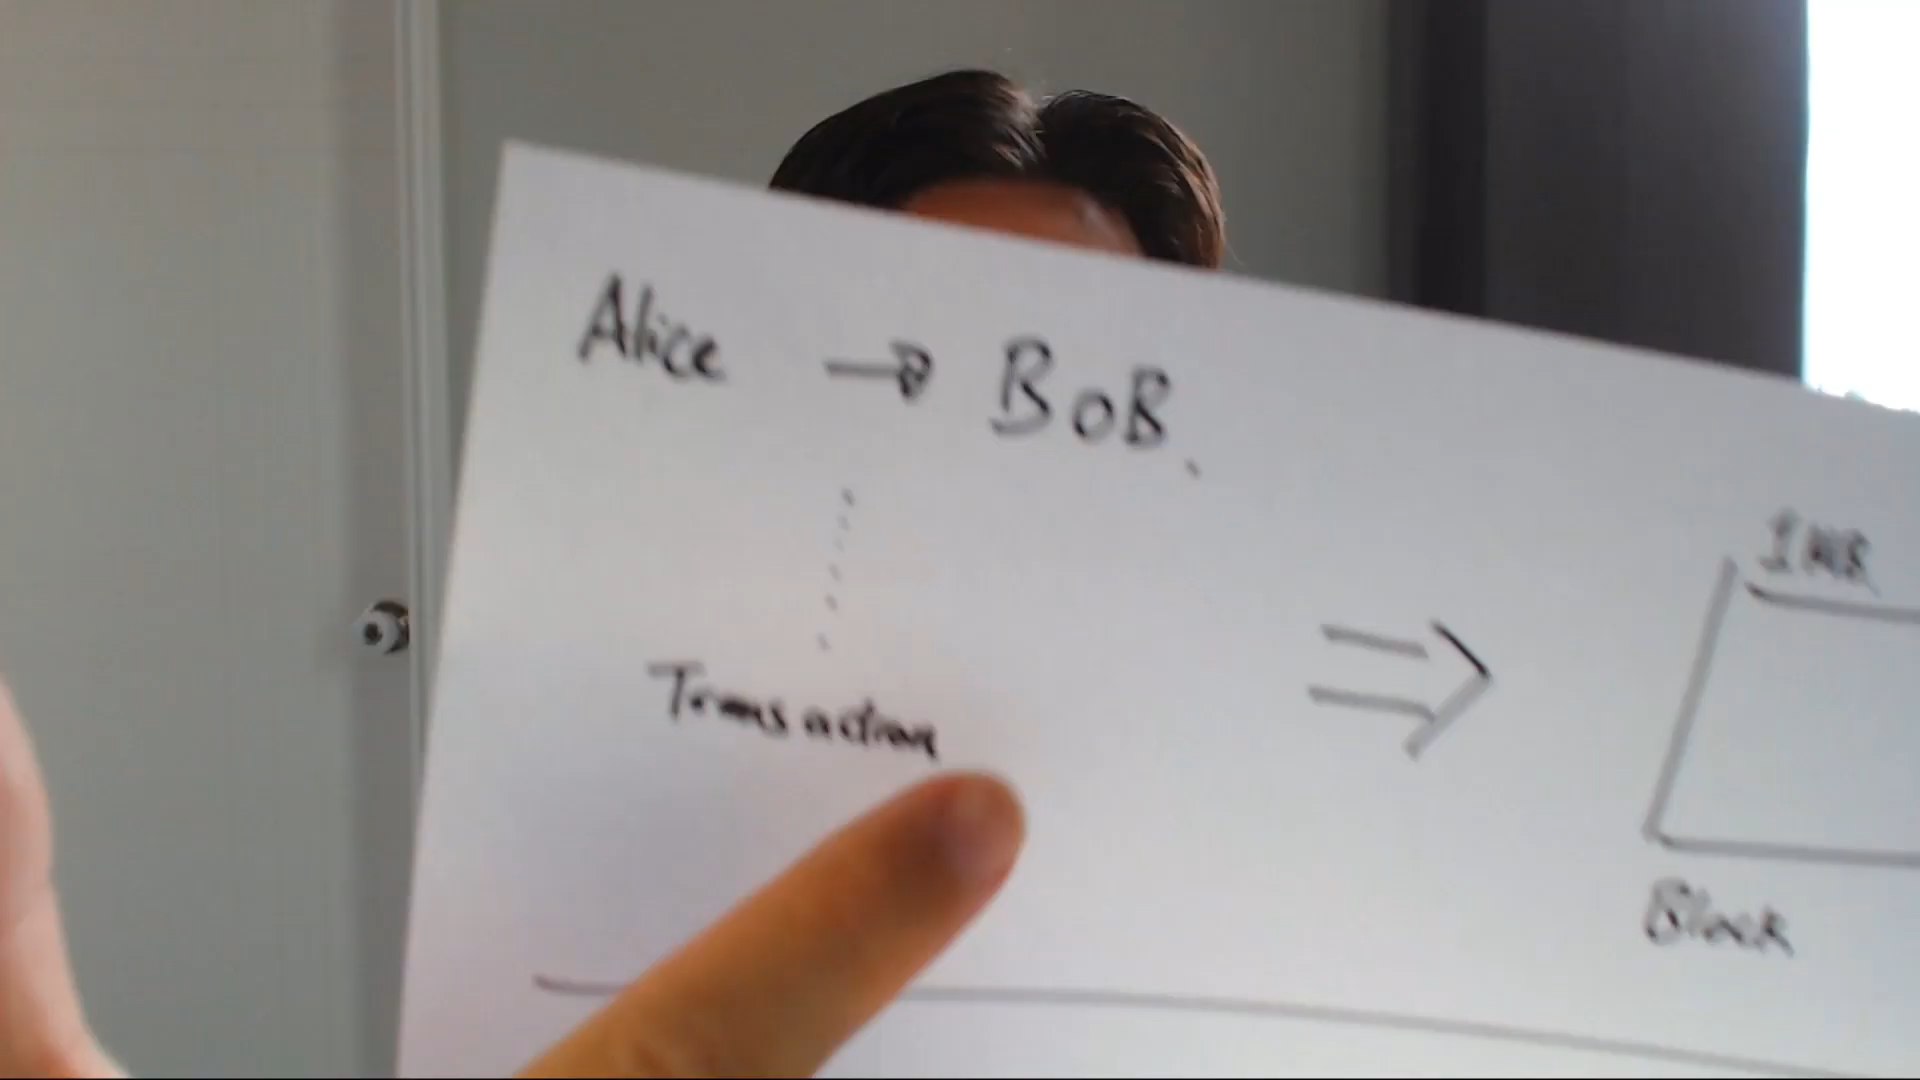 Alice → BOB.
1MB
Transaction
Block